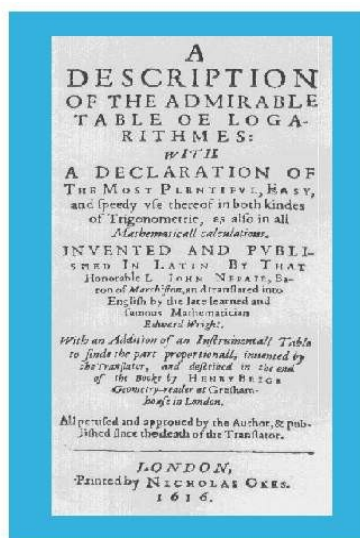 A
DESCRIPTION
OF THE ADMIRABLE
TABLE OE LOGA-
RITHMES:
WITH
A DECLARATION OF
THE MOST PLENTIFVL, EASY,
and speedy vse thereof in both kindes
of Trigonometrie, as also in all
Mathematicall calculations.
INVENTED AND PVBLI-
SHED IN LATIN BY THAT
Honorable L. IOHN NEPAIR, Ba-
ron of Marchiston, and translated into
English by the late learned and
famous Mathematician
Edward Wright.
With an Addition of an Instrumentall Table
to finde the part proportionall, inuented by
the Translator, and described in the end
of the Booke by HENRY BRIGS
Geometry-reader at Gresham-
house in London.
All perused and approued by the Author, & pub-
lished since the death of the Translator.
LONDON,
Printed by NICHOLAS OKES.
1616.